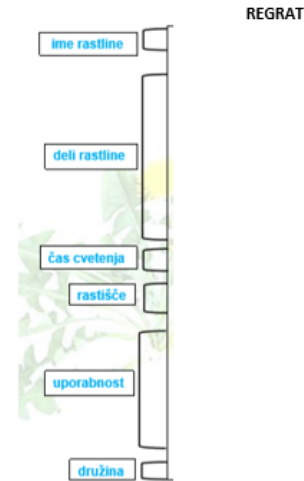 REGRAT
ime rastline
deli rastline
čas cvetenja
rastišče
uporabnost
družina